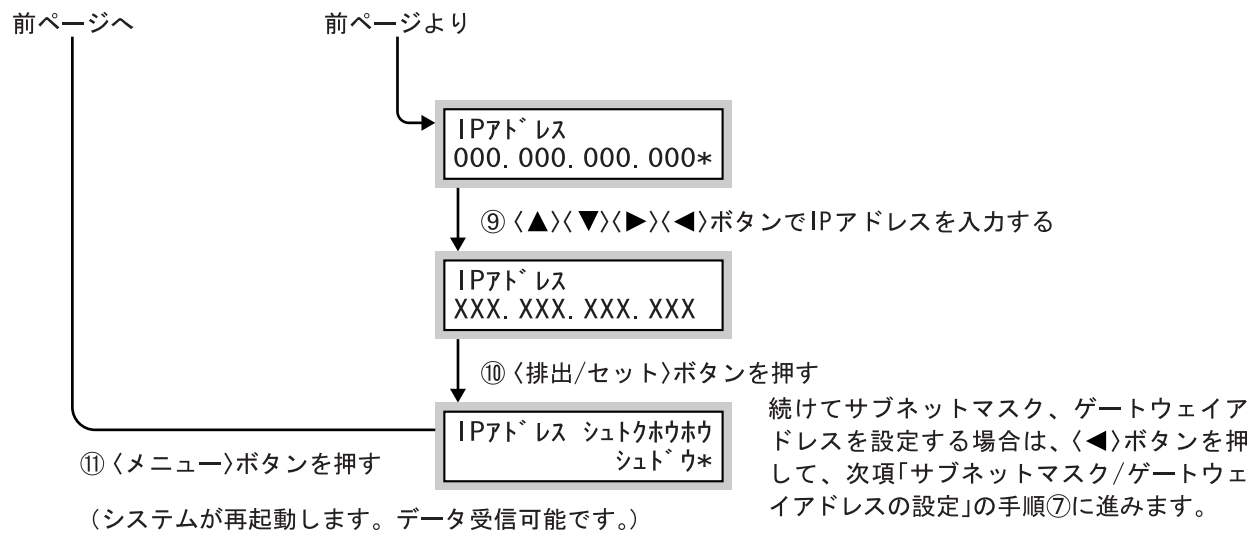 前ページへ
前ページより
IPｱﾄﾞﾚｽ
000.000.000.000*
⑨〈▲〉〈▼〉〈▶〉〈◀〉ボタンでIPアドレスを入力する
IPｱﾄﾞﾚｽ
XXX.XXX.XXX.XXX
⑩〈排出/セット〉ボタンを押す
IPｱﾄﾞﾚｽ ｼｭﾄｸﾎｳﾎｳ
ｼｭﾄﾞｳ*
⑪〈メニュー〉ボタンを押す
（システムが再起動します。データ受信可能です。）
続けてサブネットマスク、ゲートウェイア
ドレスを設定する場合は、〈◀〉ボタンを押
して、次項「サブネットマスク/ゲートウェ
イアドレスの設定」の手順⑦に進みます。